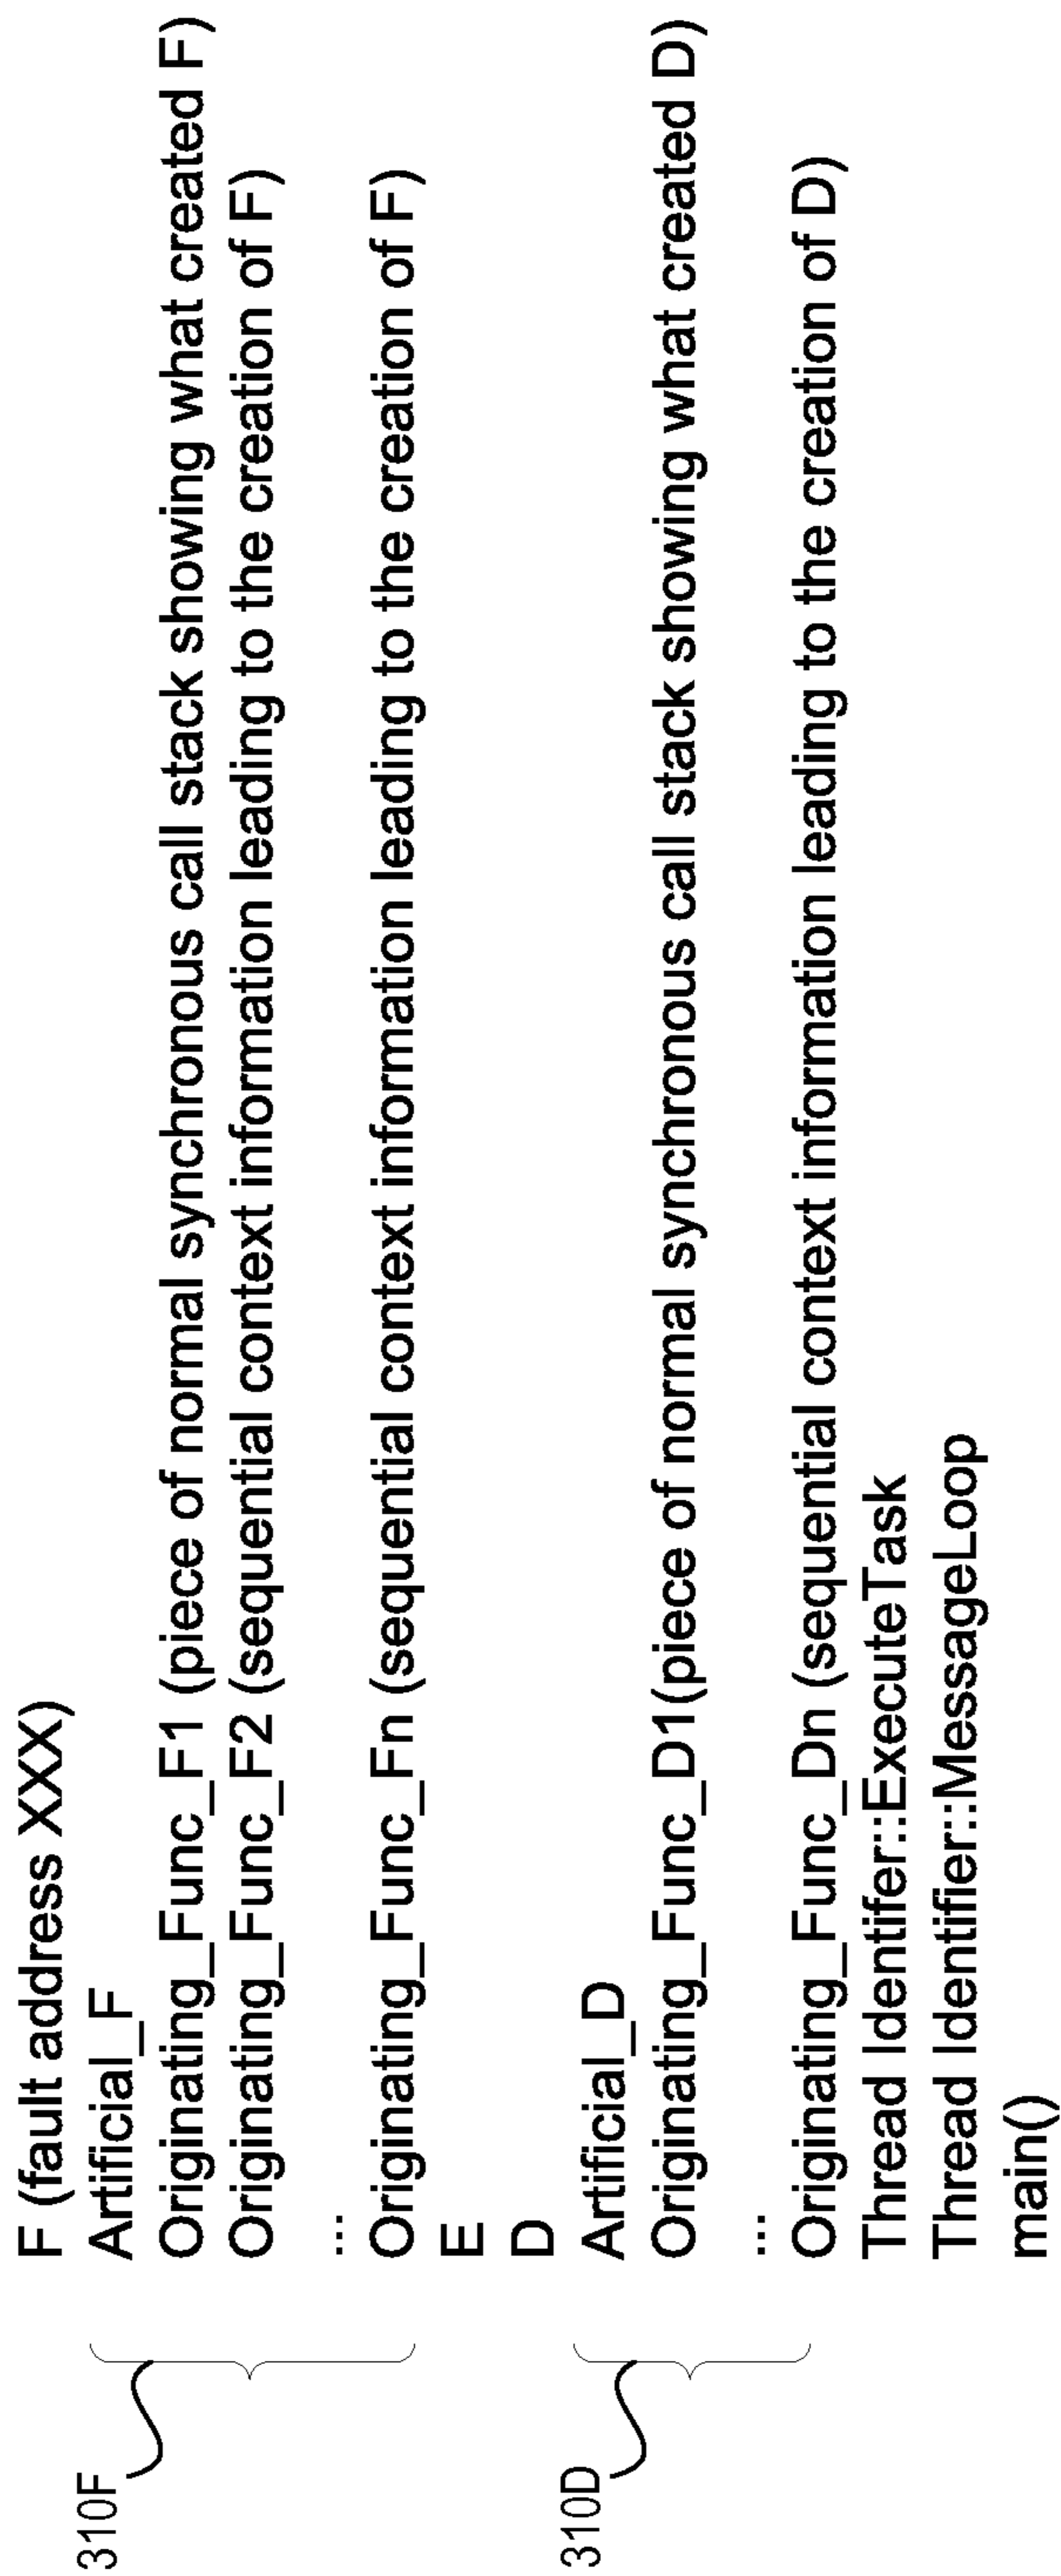 F (fault address XXX)
Artificial_F
Originating_Func_F1 (piece of normal synchronous call stack showing what created F)
Originating_Func_F2 (sequential context information leading to the creation of F)
...
Originating_Func_Fn (sequential context information leading to the creation of F)
E
D
Artificial_D
Originating_Func_D1(piece of normal synchronous call stack showing what created D)
...
Originating_Func_Dn (sequential context information leading to the creation of D)
Thread Identifer::ExecuteTask
Thread Identifier::MessageLoop
main()
310F
310D